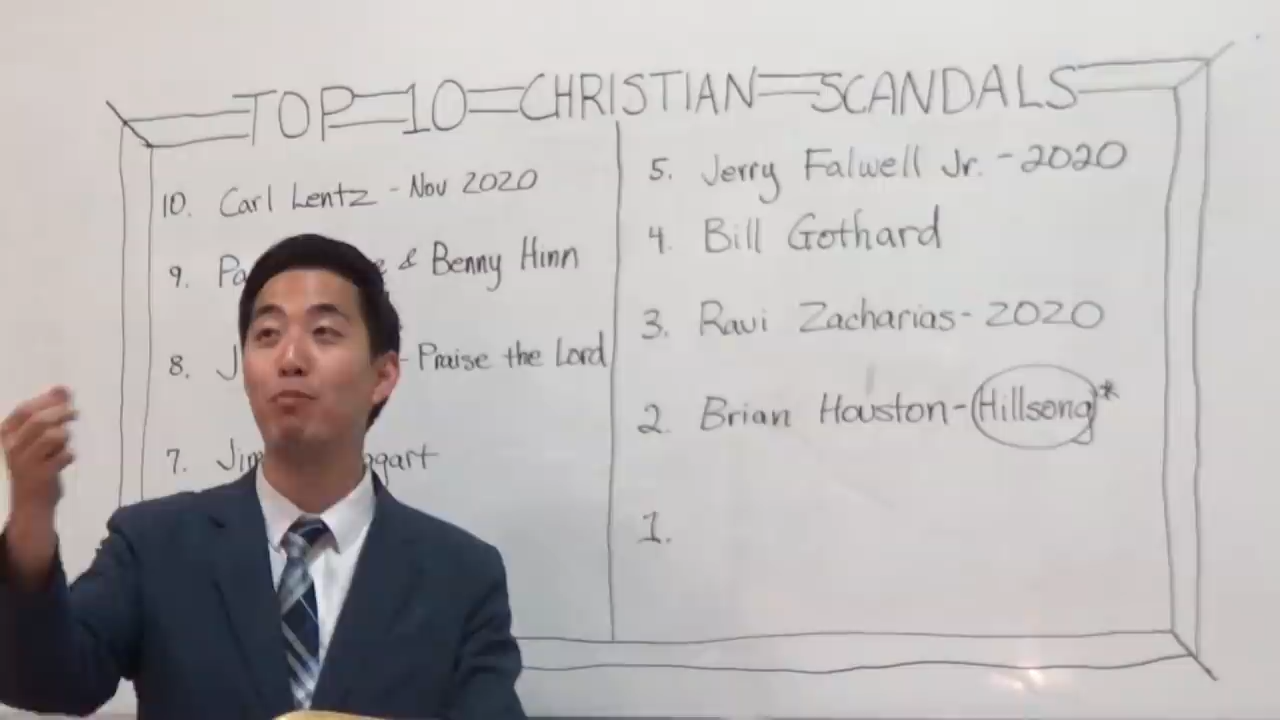 TOP 10 CHRISTIAN SCANDALS
10. Carl Lentz - Nov 2020
9. Pa & Benny Hinn
8. J - Praise the Lord
7. Jim ggart
5. Jerry Falwell Jr. - 2020
4. Bill Gothard
3. Ravi Zacharias - 2020
2. Brian Houston - Hillsong*
1.